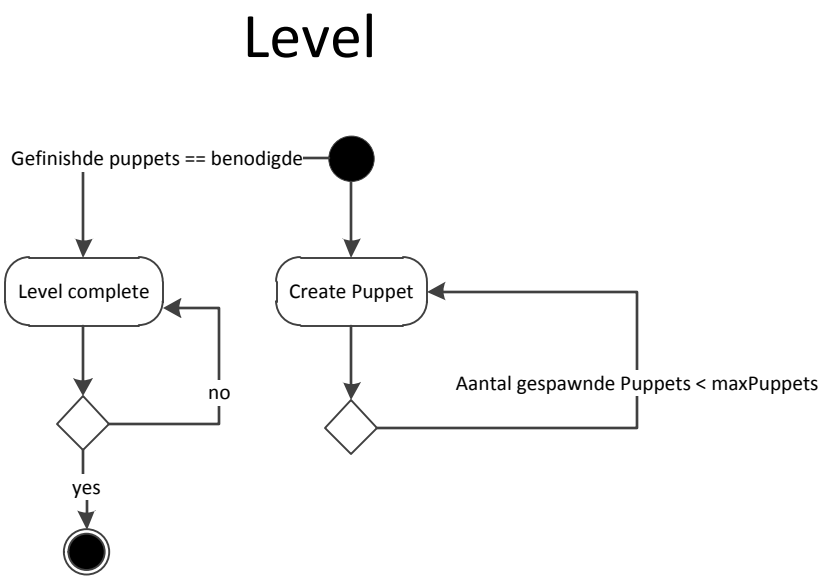 Level
Gefinishde puppets == benodigde
Level complete
Create Puppet
Aantal gespawnde Puppets < maxPuppets
no
yes